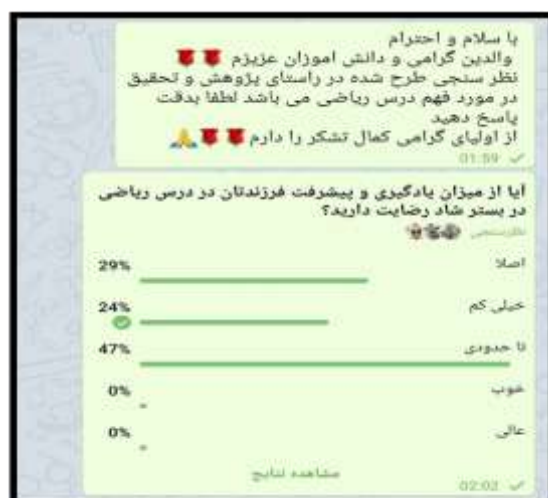 با سلام و احترام
والدین گرامی و دانش اموزان عزیزم 🌹🌹
نظر سنجی طرح شده در راستای پژوهش و تحقیق
در مورد فهم درس ریاضی می باشد لطفا بدقت
پاسخ دهید
از اولیای گرامی کمال تشکر را دارم 🌹🌹🙏
01:59
آیا از میزان یادگیری و پیشرفت فرزندتان در درس ریاضی
در بستر شاد رضایت دارید؟
نظرسنجی
اصلا 29%
خیلی کم 24%
تا حدودی 47%
خوب 0%
عالی 0%
مشاهده نتایج
02:02